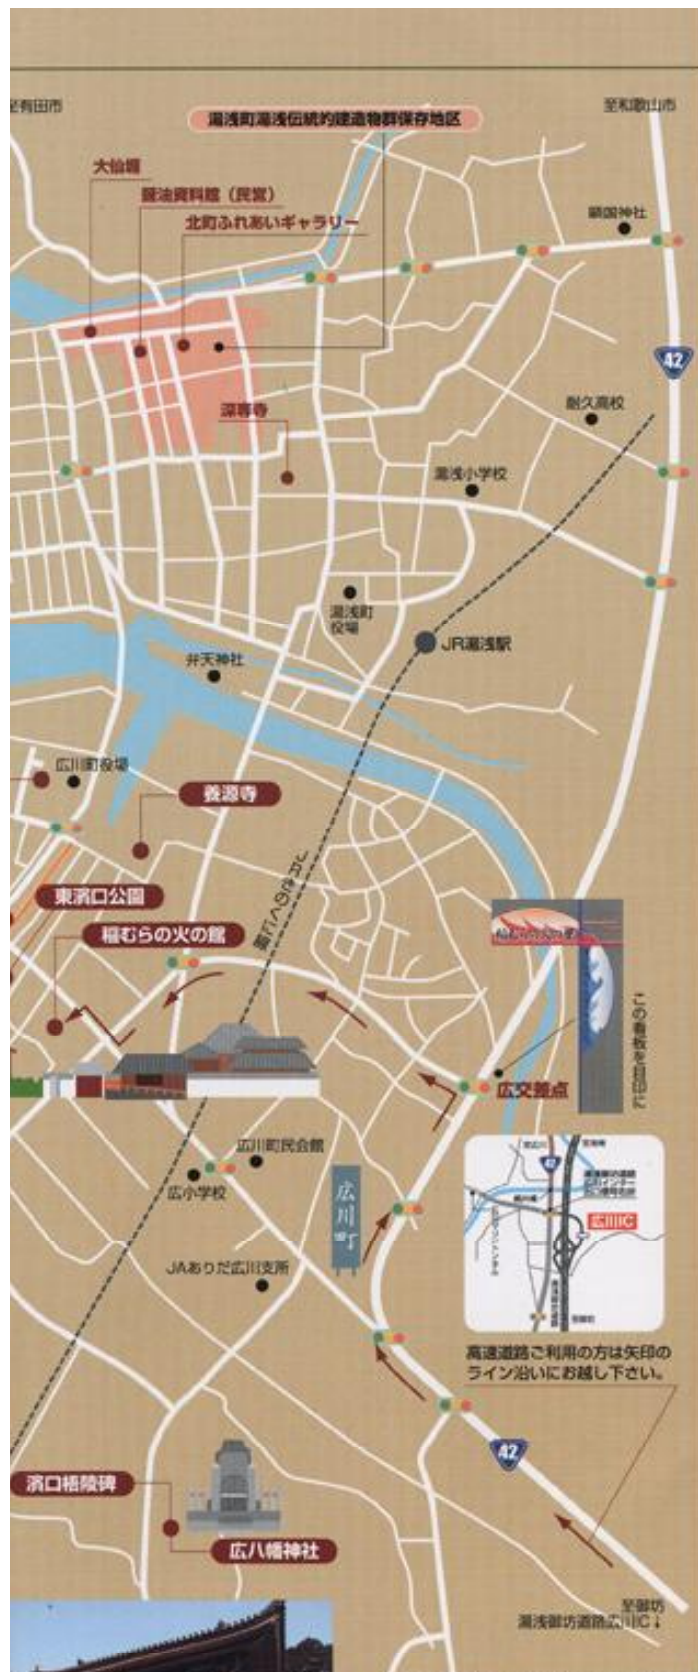 至有田市
湯浅町湯浅伝統的建造物群保存地区
至和歌山市
大仙堀
醤油資料館（民営）
北町ふれあいギャラリー
顕国神社
42
深専寺
耐久高校
湯浅小学校
湯浅町
役場
JR湯浅駅
弁天神社
広川町役場
養源寺
JRきのくに線
東濱口公園
稲むらの火の館
この看板を目印に
広交差点
広川町民会館
広小学校
広川町
42
広川IC
JAありだ広川支所
高速道路ご利用の方は矢印の
ライン沿いにお越し下さい。
42
濱口梧陵碑
広八幡神社
至御坊
湯浅御坊道路広川IC↓